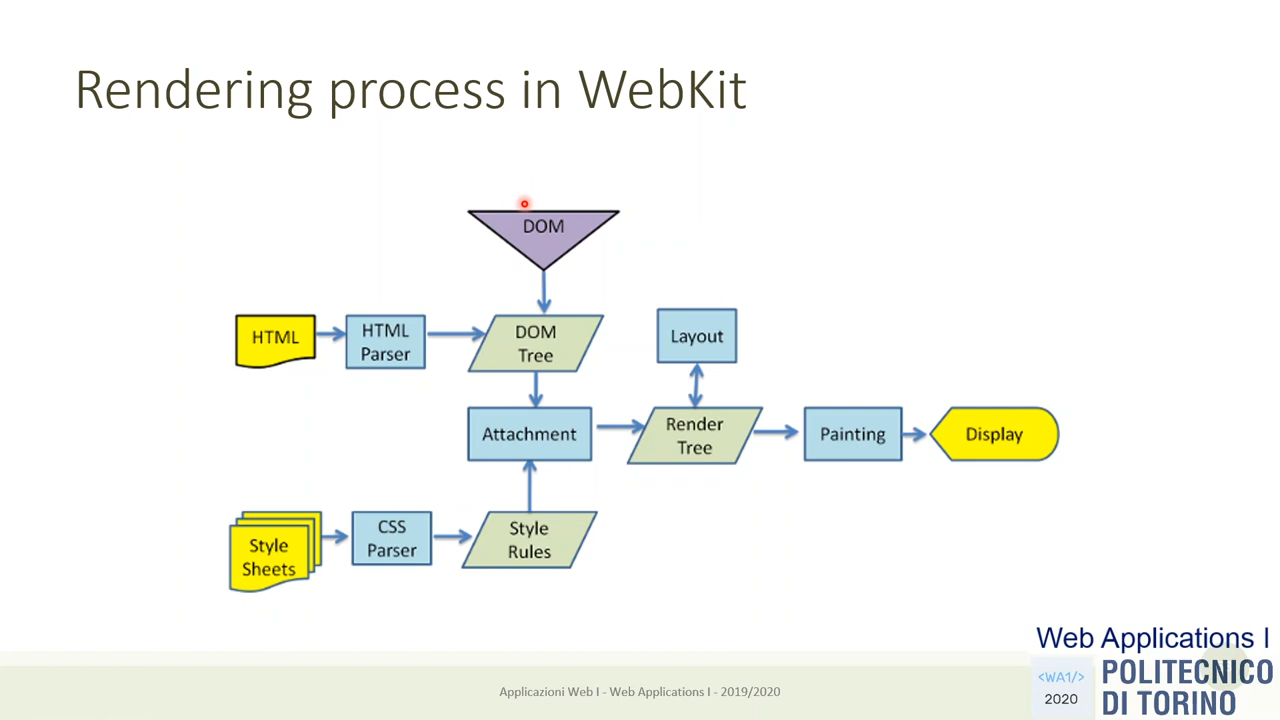 Rendering process in WebKit
DOM
HTML
HTML
Parser
DOM
Tree
Layout
Attachment
Render
Tree
Painting
Display
Style
Sheets
CSS
Parser
Style
Rules
Web Applications I
<WA1/>
2020
POLITECNICO
DI TORINO
Applicazioni Web I - Web Applications I - 2019/2020